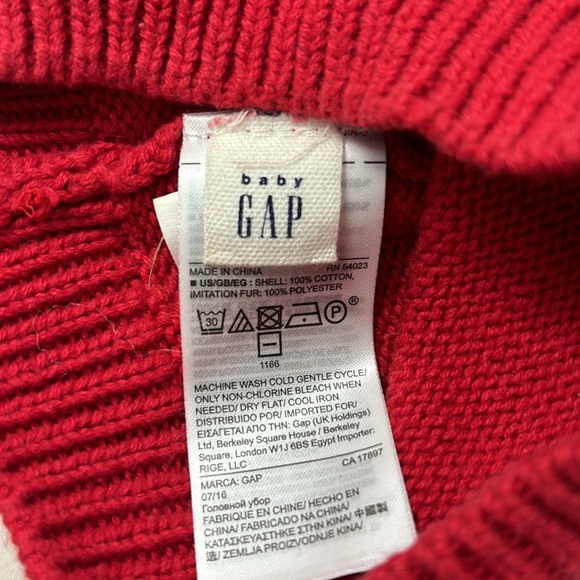 baby
GAP
MADE IN CHINA RN 54023
■ US/GB/EG : SHELL: 100% COTTON,
IMITATION FUR: 100% POLYESTER
30 P ®
1166
MACHINE WASH COLD GENTLE CYCLE/
ONLY NON-CHLORINE BLEACH WHEN
NEEDED/ DRY FLAT/ COOL IRON
DISTRIBUIDO POR/ IMPORTED FOR/
ΕΙΣΑΓΕΤΑΙ ΑΠΟ ΤΗΝ: Gap (UK Holdings)
Ltd, Berkeley Square House / Berkeley
Square, London W1J 6BS Egypt Importer:
RIGE, LLC
MARCA: GAP CA 17897
07/16
Головной убор
FABRIQUE EN CHINE/ HECHO EN
CHINA/ FABRICADO NA CHINA/
ΚΑΤΑΣΚΕΥΑΖΕΤΑΙ ΣΤΗΝ ΚΙΝΑ/ 中國製
造/ ZEMLJA PROIZVODNJE KINA/